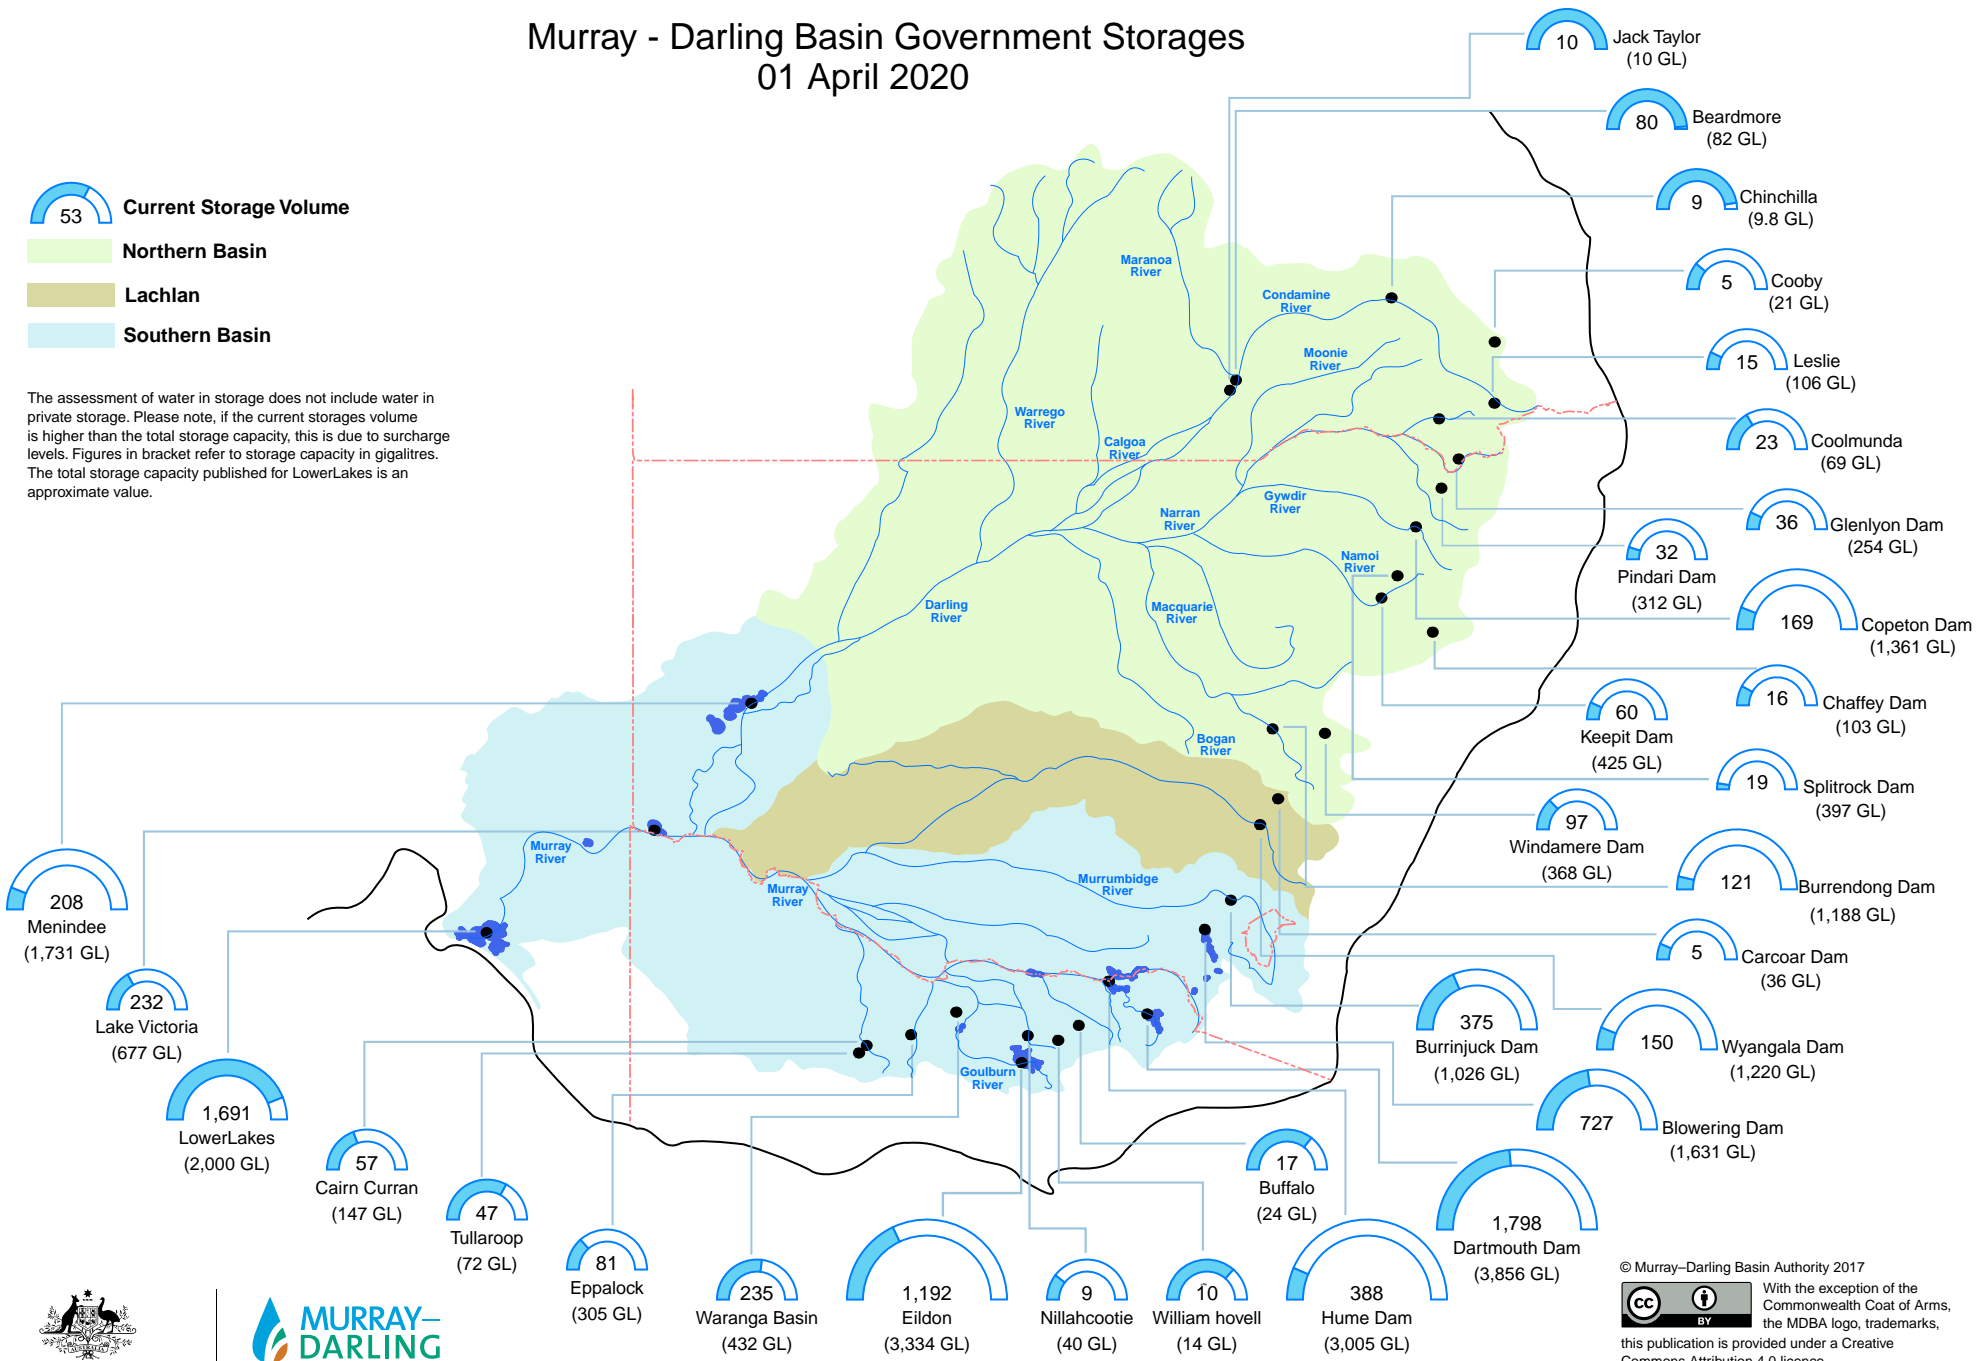 Murray - Darling Basin Government Storages
01 April 2020
53
Current Storage Volume
Northern Basin
Lachlan
Southern Basin
The assessment of water in storage does not include water in
private storage. Please note, if the current storages volume
is higher than the total storage capacity, this is due to surcharge
levels. Figures in bracket refer to storage capacity in gigalitres.
The total storage capacity published for LowerLakes is an
approximate value.
10
Jack Taylor
(10 GL)
80
Beardmore
(82 GL)
9
Chinchilla
(9.8 GL)
5
Cooby
(21 GL)
15
Leslie
(106 GL)
23
Coolmunda
(69 GL)
36
Glenlyon Dam
(254 GL)
32
Pindari Dam
(312 GL)
169
Copeton Dam
(1,361 GL)
16
Chaffey Dam
(103 GL)
60
Keepit Dam
(425 GL)
19
Splitrock Dam
(397 GL)
97
Windamere Dam
(368 GL)
121
Burrendong Dam
(1,188 GL)
5
Carcoar Dam
(36 GL)
375
Burrinjuck Dam
(1,026 GL)
150
Wyangala Dam
(1,220 GL)
727
Blowering Dam
(1,631 GL)
1,798
Dartmouth Dam
(3,856 GL)
Maranoa
River
Condamine
River
Moonie
River
Warrego
River
Calgoa
River
Narran
River
Gywdir
River
Namoi
River
Darling
River
Macquarie
River
Bogan
River
Murray
River
Murray
River
Murrumbidge
River
Goulburn
River
208
Menindee
(1,731 GL)
232
Lake Victoria
(677 GL)
1,691
LowerLakes
(2,000 GL)
57
Cairn Curran
(147 GL)
47
Tullaroop
(72 GL)
81
Eppalock
(305 GL)
235
Waranga Basin
(432 GL)
1,192
Eildon
(3,334 GL)
9
Nillahcootie
(40 GL)
10
William hovell
(14 GL)
17
Buffalo
(24 GL)
388
Hume Dam
(3,005 GL)
AUSTRALIA
MURRAY–
DARLING
© Murray–Darling Basin Authority 2017
cc
BY
With the exception of the
Commonwealth Coat of Arms,
the MDBA logo, trademarks,
this publication is provided under a Creative
Commons Attribution 4.0 licence